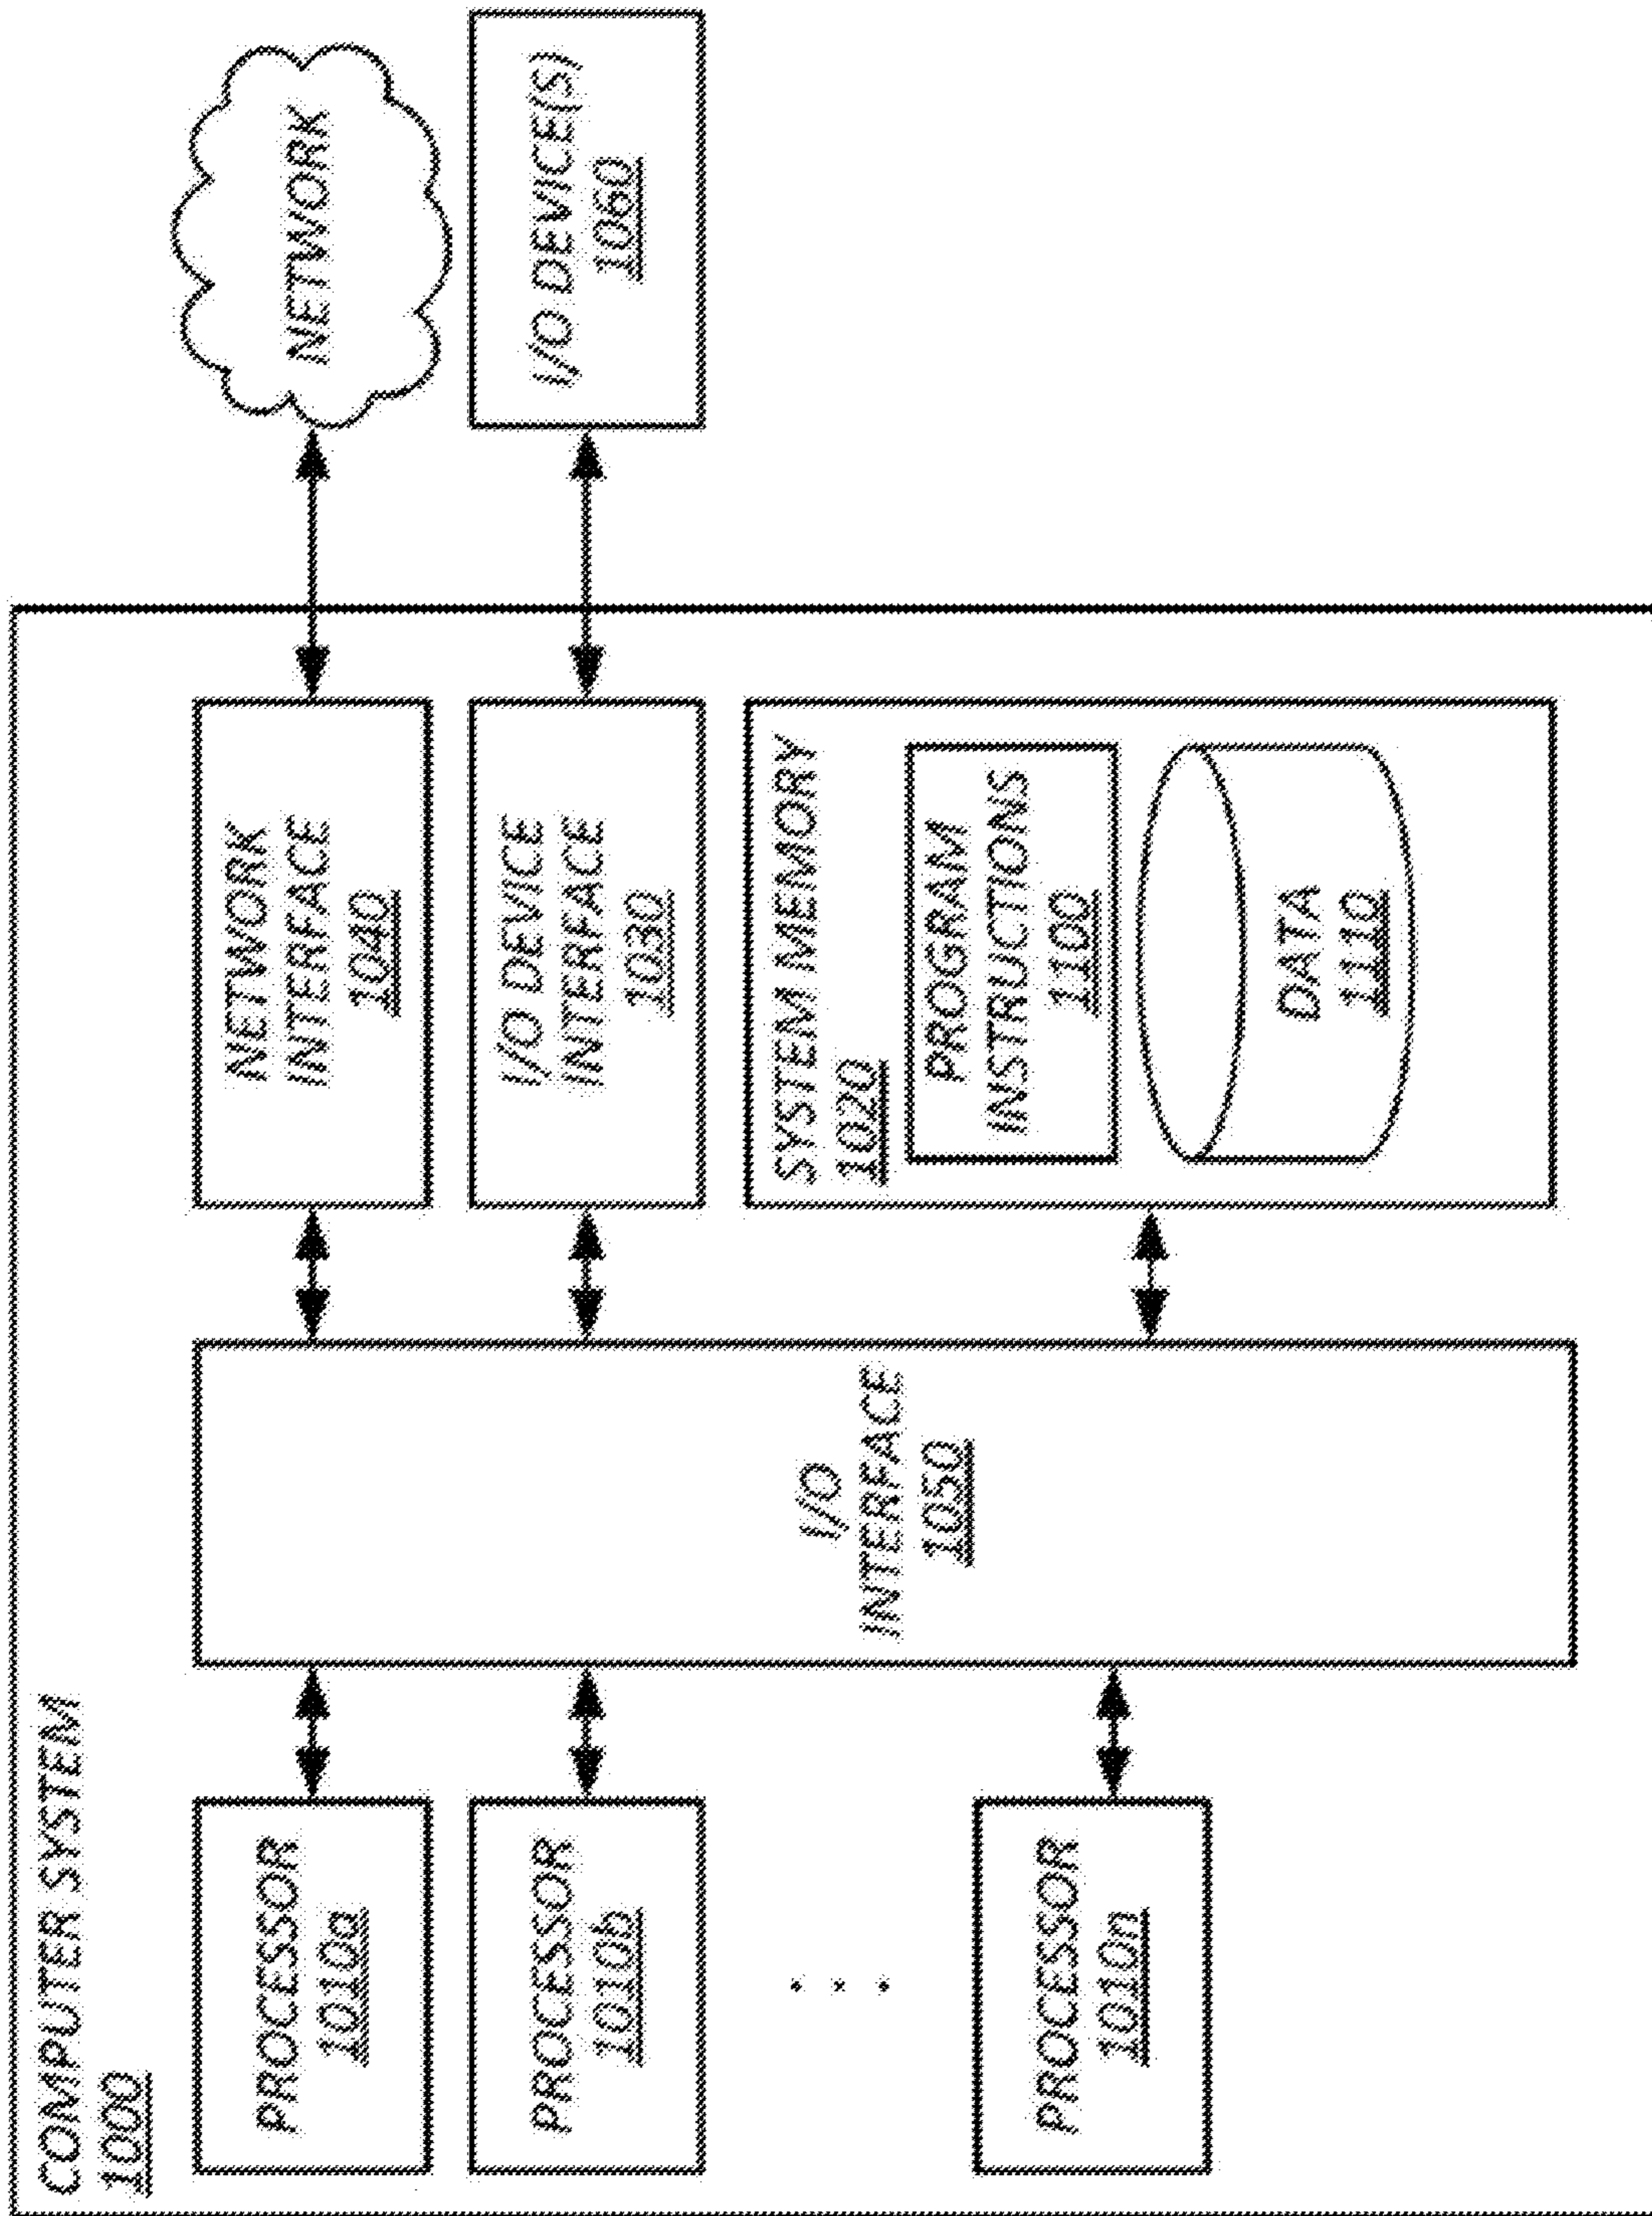 COMPUTER SYSTEM
1000
PROCESSOR
1010a
PROCESSOR
1010b
. . .
PROCESSOR
1010n
I/O
INTERFACE
1050
NETWORK
INTERFACE
1040
I/O DEVICE
INTERFACE
1030
SYSTEM MEMORY
1020
PROGRAM
INSTRUCTIONS
1100
DATA
1110
NETWORK
I/O DEVICE(S)
1060